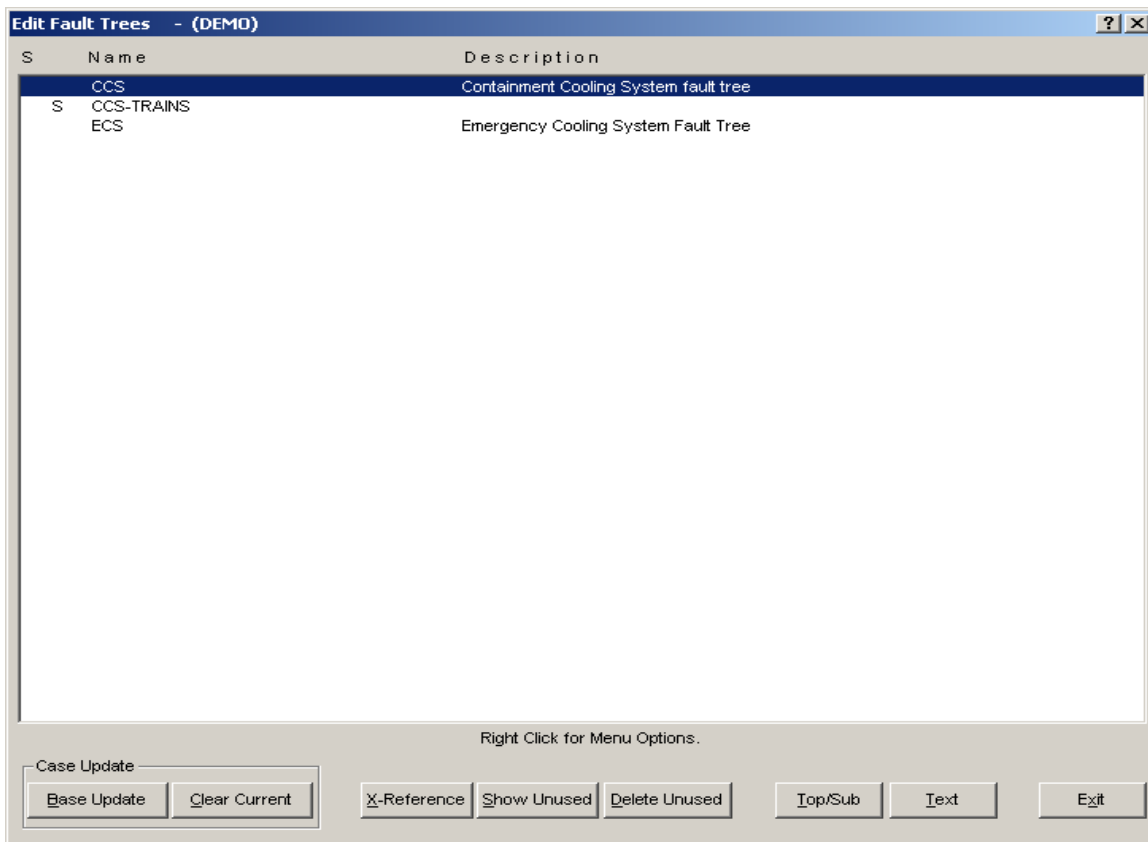 Edit Fault Trees - (DEMO)
S Name Description
CCS Containment Cooling System fault tree
S CCS-TRAINS
ECS Emergency Cooling System Fault Tree
Right Click for Menu Options.
Case Update
Base Update Clear Current X-Reference Show Unused Delete Unused Top/Sub Text Exit